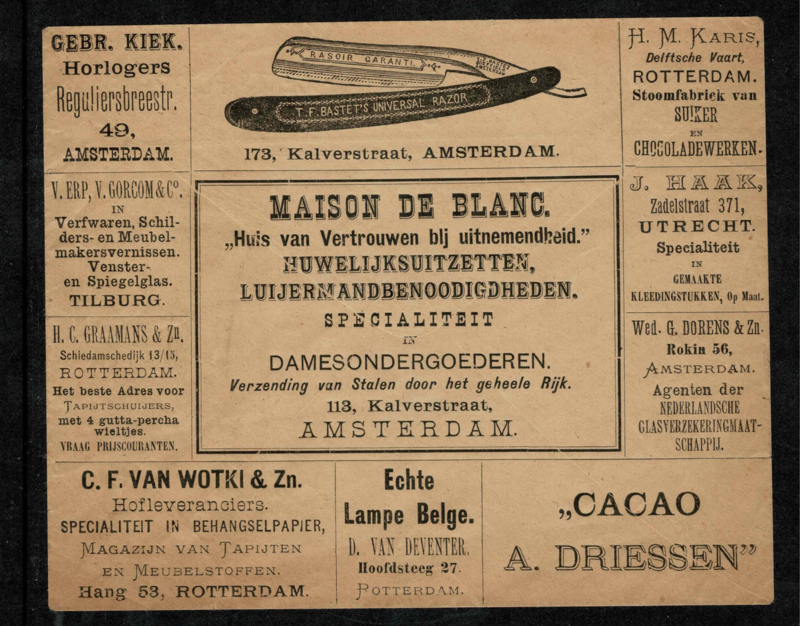 GEBR. KIEK.
Horlogers
Reguliersbreestr.
49,
AMSTERDAM.
RASOIR GARANTI.
T. F. BASTET'S UNIVERSAL RAZOR
173, Kalverstraat, AMSTERDAM.
H. M. KARIS,
Delftsche Vaart,
ROTTERDAM.
Stoomfabriek van
SUIKER
EN
CHOCOLADEWERKEN.
V. ERP, V. GORCOM & Co.
IN
Verfwaren, Schil-
ders- en Meubel-
makersvernissen.
Venster-
en Spiegelglas.
TILBURG.
MAISON DE BLANC.
„Huis van Vertrouwen bij uitnemendheid.”
HUWELIJKSUITZETTEN,
LUIJERMANDBENOODIGDHEDEN.
SPECIALITEIT
IN
DAMESONDERGOEDEREN.
Verzending van Stalen door het geheele Rijk.
113, Kalverstraat,
AMSTERDAM.
J. HAAK,
Zadelstraat 371,
UTRECHT.
Specialiteit
IN
GEMAAKTE
KLEEDINGSTUKKEN, Op Maat.
H. C. GRAAMANS & Zn.
Schiedamschedijk 13/15,
ROTTERDAM.
Het beste Adres voor
TAPIJTSCHUIJERS,
met 4 gutta-percha
wieltjes.
VRAAG PRIJSCOURANTEN.
Wed. G. DORENS & Zn.
Rokin 56,
AMSTERDAM.
Agenten der
NEDERLANDSCHE
GLASVERZEKERINGMAAT-
SCHAPPIJ.
C. F. VAN WOTKI & Zn.
Hofleveranciers.
SPECIALITEIT IN BEHANGSELPAPIER,
MAGAZIJN VAN TAPIJTEN
EN MEUBELSTOFFEN.
Hang 53, ROTTERDAM.
Echte
Lampe Belge.
D. VAN DEVENTER.
Hoofdsteeg 27.
ROTTERDAM.
„CACAO
A. DRIESSEN”